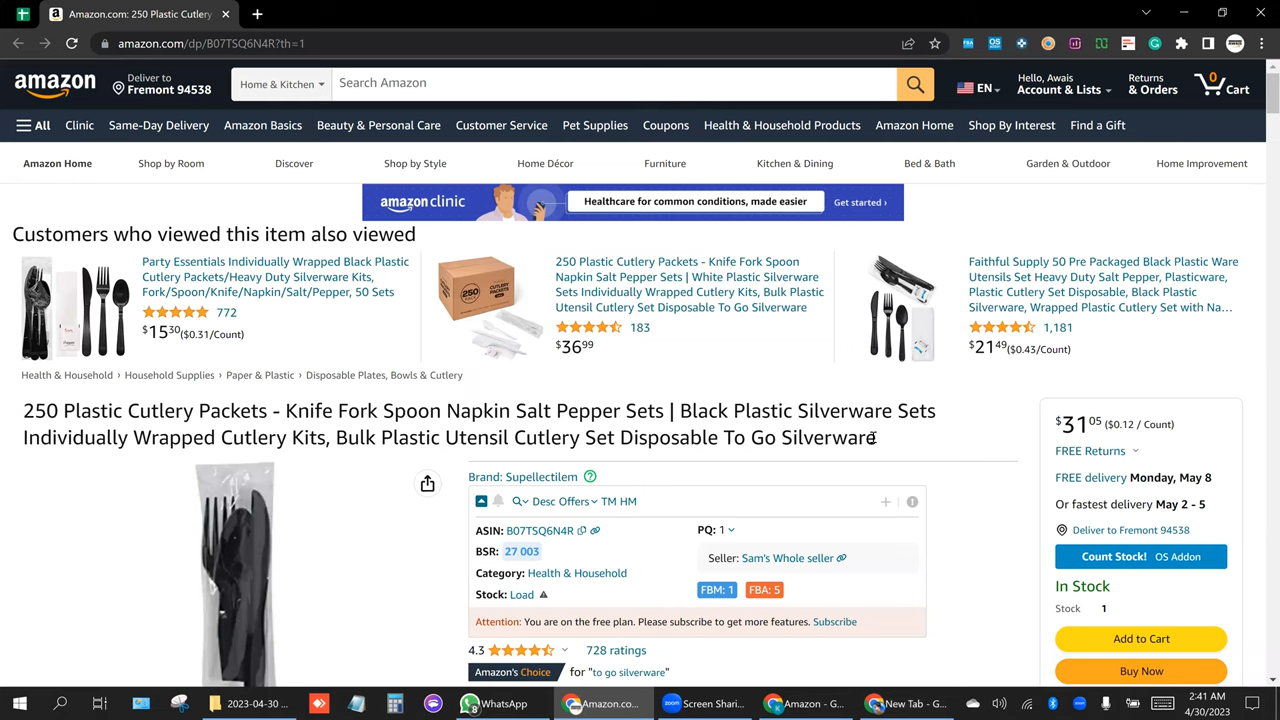 Amazon.com: 250 Plastic Cutlery
amazon.com/dp/B07TSQ6N4R?th=1
amazon
Deliver to
Fremont 94538
Home & Kitchen
Search Amazon
EN
Hello, Awais
Account & Lists
Returns
& Orders
0
Cart
All
Clinic
Same-Day Delivery
Amazon Basics
Beauty & Personal Care
Customer Service
Pet Supplies
Coupons
Health & Household Products
Amazon Home
Shop By Interest
Find a Gift
Amazon Home
Shop by Room
Discover
Shop by Style
Home Décor
Furniture
Kitchen & Dining
Bed & Bath
Garden & Outdoor
Home Improvement
amazon clinic
Healthcare for common conditions, made easier
Get started ›
Customers who viewed this item also viewed
Party Essentials Individually Wrapped Black Plastic
Cutlery Packets/Heavy Duty Silverware Kits,
Fork/Spoon/Knife/Napkin/Salt/Pepper, 50 Sets
772
$15.30 ($0.31/Count)
250 Plastic Cutlery Packets - Knife Fork Spoon
Napkin Salt Pepper Sets | White Plastic Silverware
Sets Individually Wrapped Cutlery Kits, Bulk Plastic
Utensil Cutlery Set Disposable To Go Silverware
183
$36.99
Faithful Supply 50 Pre Packaged Black Plastic Ware
Utensils Set Heavy Duty Salt Pepper, Plasticware,
Plastic Cutlery Set Disposable, Black Plastic
Silverware, Wrapped Plastic Cutlery Set with Na…
1,181
$21.49 ($0.43/Count)
Health & Household › Household Supplies › Paper & Plastic › Disposable Plates, Bowls & Cutlery
250 Plastic Cutlery Packets - Knife Fork Spoon Napkin Salt Pepper Sets | Black Plastic Silverware Sets
Individually Wrapped Cutlery Kits, Bulk Plastic Utensil Cutlery Set Disposable To Go Silverware
Brand: Supellectilem
Desc Offers TM HM
ASIN: B07TSQ6N4R
PQ: 1
BSR: 27 003
Seller: Sam's Whole seller
Category: Health & Household
Stock: Load
FBM: 1
FBA: 5
Attention: You are on the free plan. Please subscribe to get more features. Subscribe
4.3
728 ratings
Amazon's Choice for "to go silverware"
$31.05 ($0.12 / Count)
FREE Returns
FREE delivery Monday, May 8
Or fastest delivery May 2 - 5
Deliver to Fremont 94538
Count Stock! OS Addon
In Stock
Stock 1
Add to Cart
Buy Now
2023-04-30 ...
WhatsApp
Amazon.co...
Screen Shari...
Amazon - G...
New Tab - G...
2:41 AM
4/30/2023